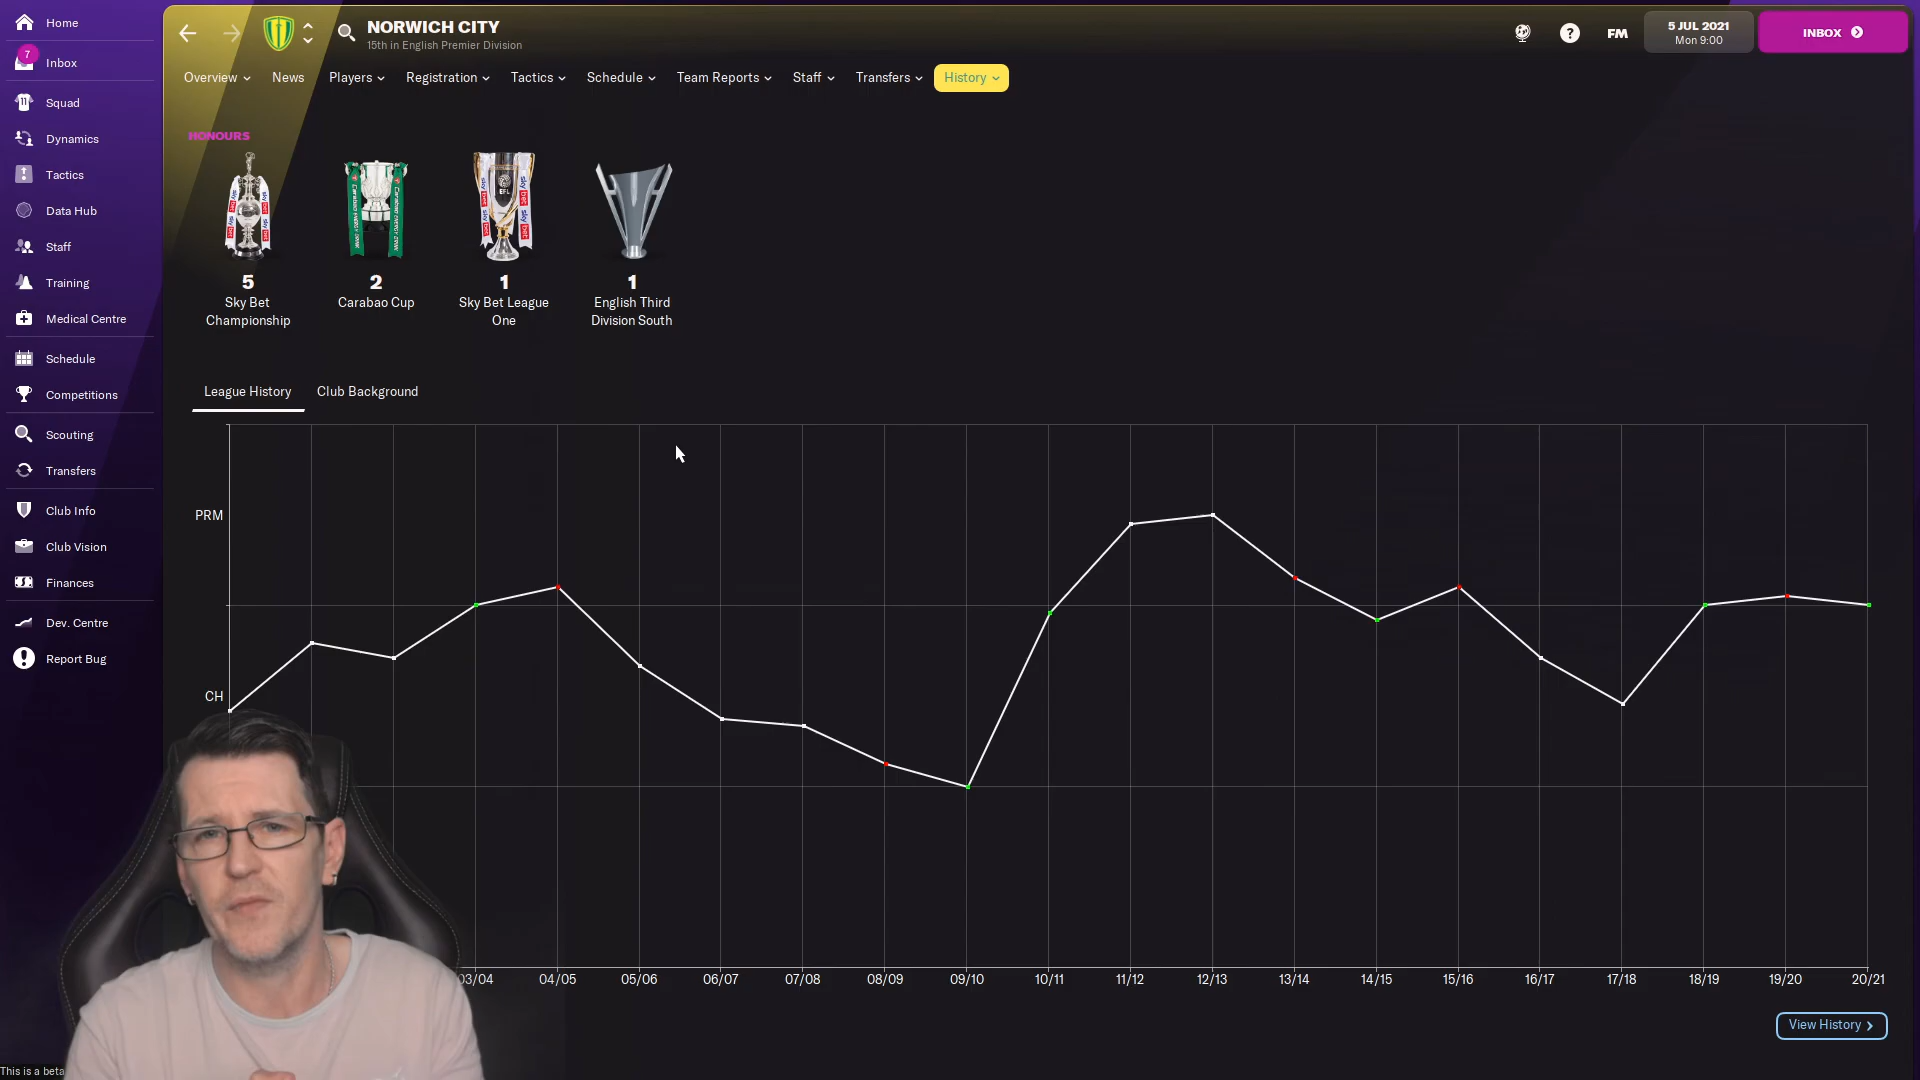 Home
7
Inbox
Squad
Dynamics
Tactics
Data Hub
Staff
Training
Medical Centre
Schedule
Competitions
Scouting
Transfers
Club Info
Club Vision
Finances
Dev. Centre
Report Bug
NORWICH CITY
15th in English Premier Division
?
FM
5 JUL 2021
Mon 9:00
INBOX
Overview
News
Players
Registration
Tactics
Schedule
Team Reports
Staff
Transfers
History
HONOURS
5
Sky Bet
Championship
2
Carabao Cup
1
Sky Bet League
One
1
English Third
Division South
League History
Club Background
PRM
CH
03/04
04/05
05/06
06/07
07/08
08/09
09/10
10/11
11/12
12/13
13/14
14/15
15/16
16/17
17/18
18/19
19/20
20/21
View History
This is a beta